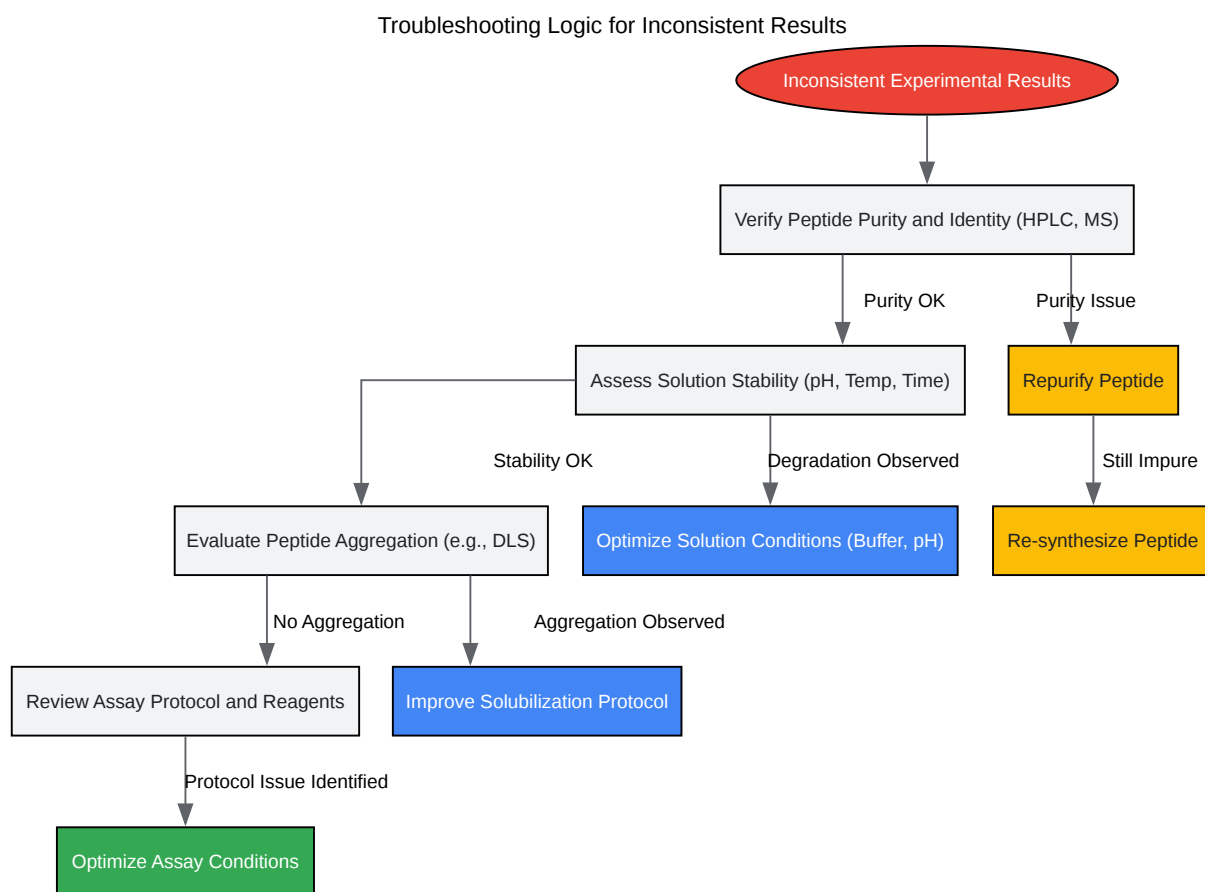 Troubleshooting Logic for Inconsistent Results
Inconsistent Experimental Results
Verify Peptide Purity and Identity (HPLC, MS)
Purity OK
Purity Issue
Assess Solution Stability (pH, Temp, Time)
Repurify Peptide
Stability OK
Degradation Observed
Still Impure
Evaluate Peptide Aggregation (e.g., DLS)
Optimize Solution Conditions (Buffer, pH)
Re-synthesize Peptide
No Aggregation
Aggregation Observed
Review Assay Protocol and Reagents
Improve Solubilization Protocol
Protocol Issue Identified
Optimize Assay Conditions